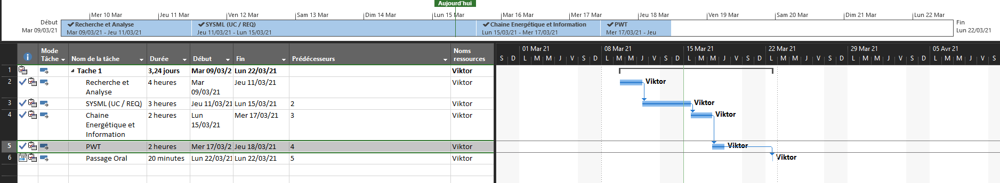 Aujourd'hui
Mer 10 Mar Jeu 11 Mar Ven 12 Mar Sam 13 Mar Dim 14 Mar Lun 15 Mar Mar 16 Mar Mer 17 Mar Jeu 18 Mar Ven 19 Mar Sam 20 Mar Dim 21 Mar Lun 22 Mar
Début
Mar 09/03/21
Recherche et Analyse
Mar 09/03/21 - Jeu 11/03/21
SYSML (UC / REQ)
Jeu 11/03/21 - Lun 15/03/21
Chaine Energétique et Information
Lun 15/03/21 - Mer 17/03/21
PWT
Mer 17/03/21 - Jeu
Fin
Lun 22/03/21
Mode Tâche Nom de la tâche Durée Début Fin Prédécesseurs Noms ressources
01 Mar 21 08 Mar 21 15 Mar 21 22 Mar 21 29 Mar 21 05 Avr 21
S D L M M J V S D L M M J V S D L M M J V S D L M M J V S D L M M J V S D L M M J V S
1 Tache 1 3,24 jours Mar 09/03/2 Lun 22/03/21 Viktor
2 Recherche et Analyse 4 heures Mar 09/03/21 Jeu 11/03/21 Viktor Viktor
3 SYSML (UC / REQ) 3 heures Jeu 11/03/21 Lun 15/03/21 2 Viktor Viktor
4 Chaine Energétique et Information 2 heures Lun 15/03/21 Mer 17/03/21 3 Viktor Viktor
5 PWT 2 heures Mer 17/03/2 Jeu 18/03/21 4 Viktor Viktor
6 Passage Oral 20 minutes Lun 22/03/21 Lun 22/03/21 5 Viktor Viktor